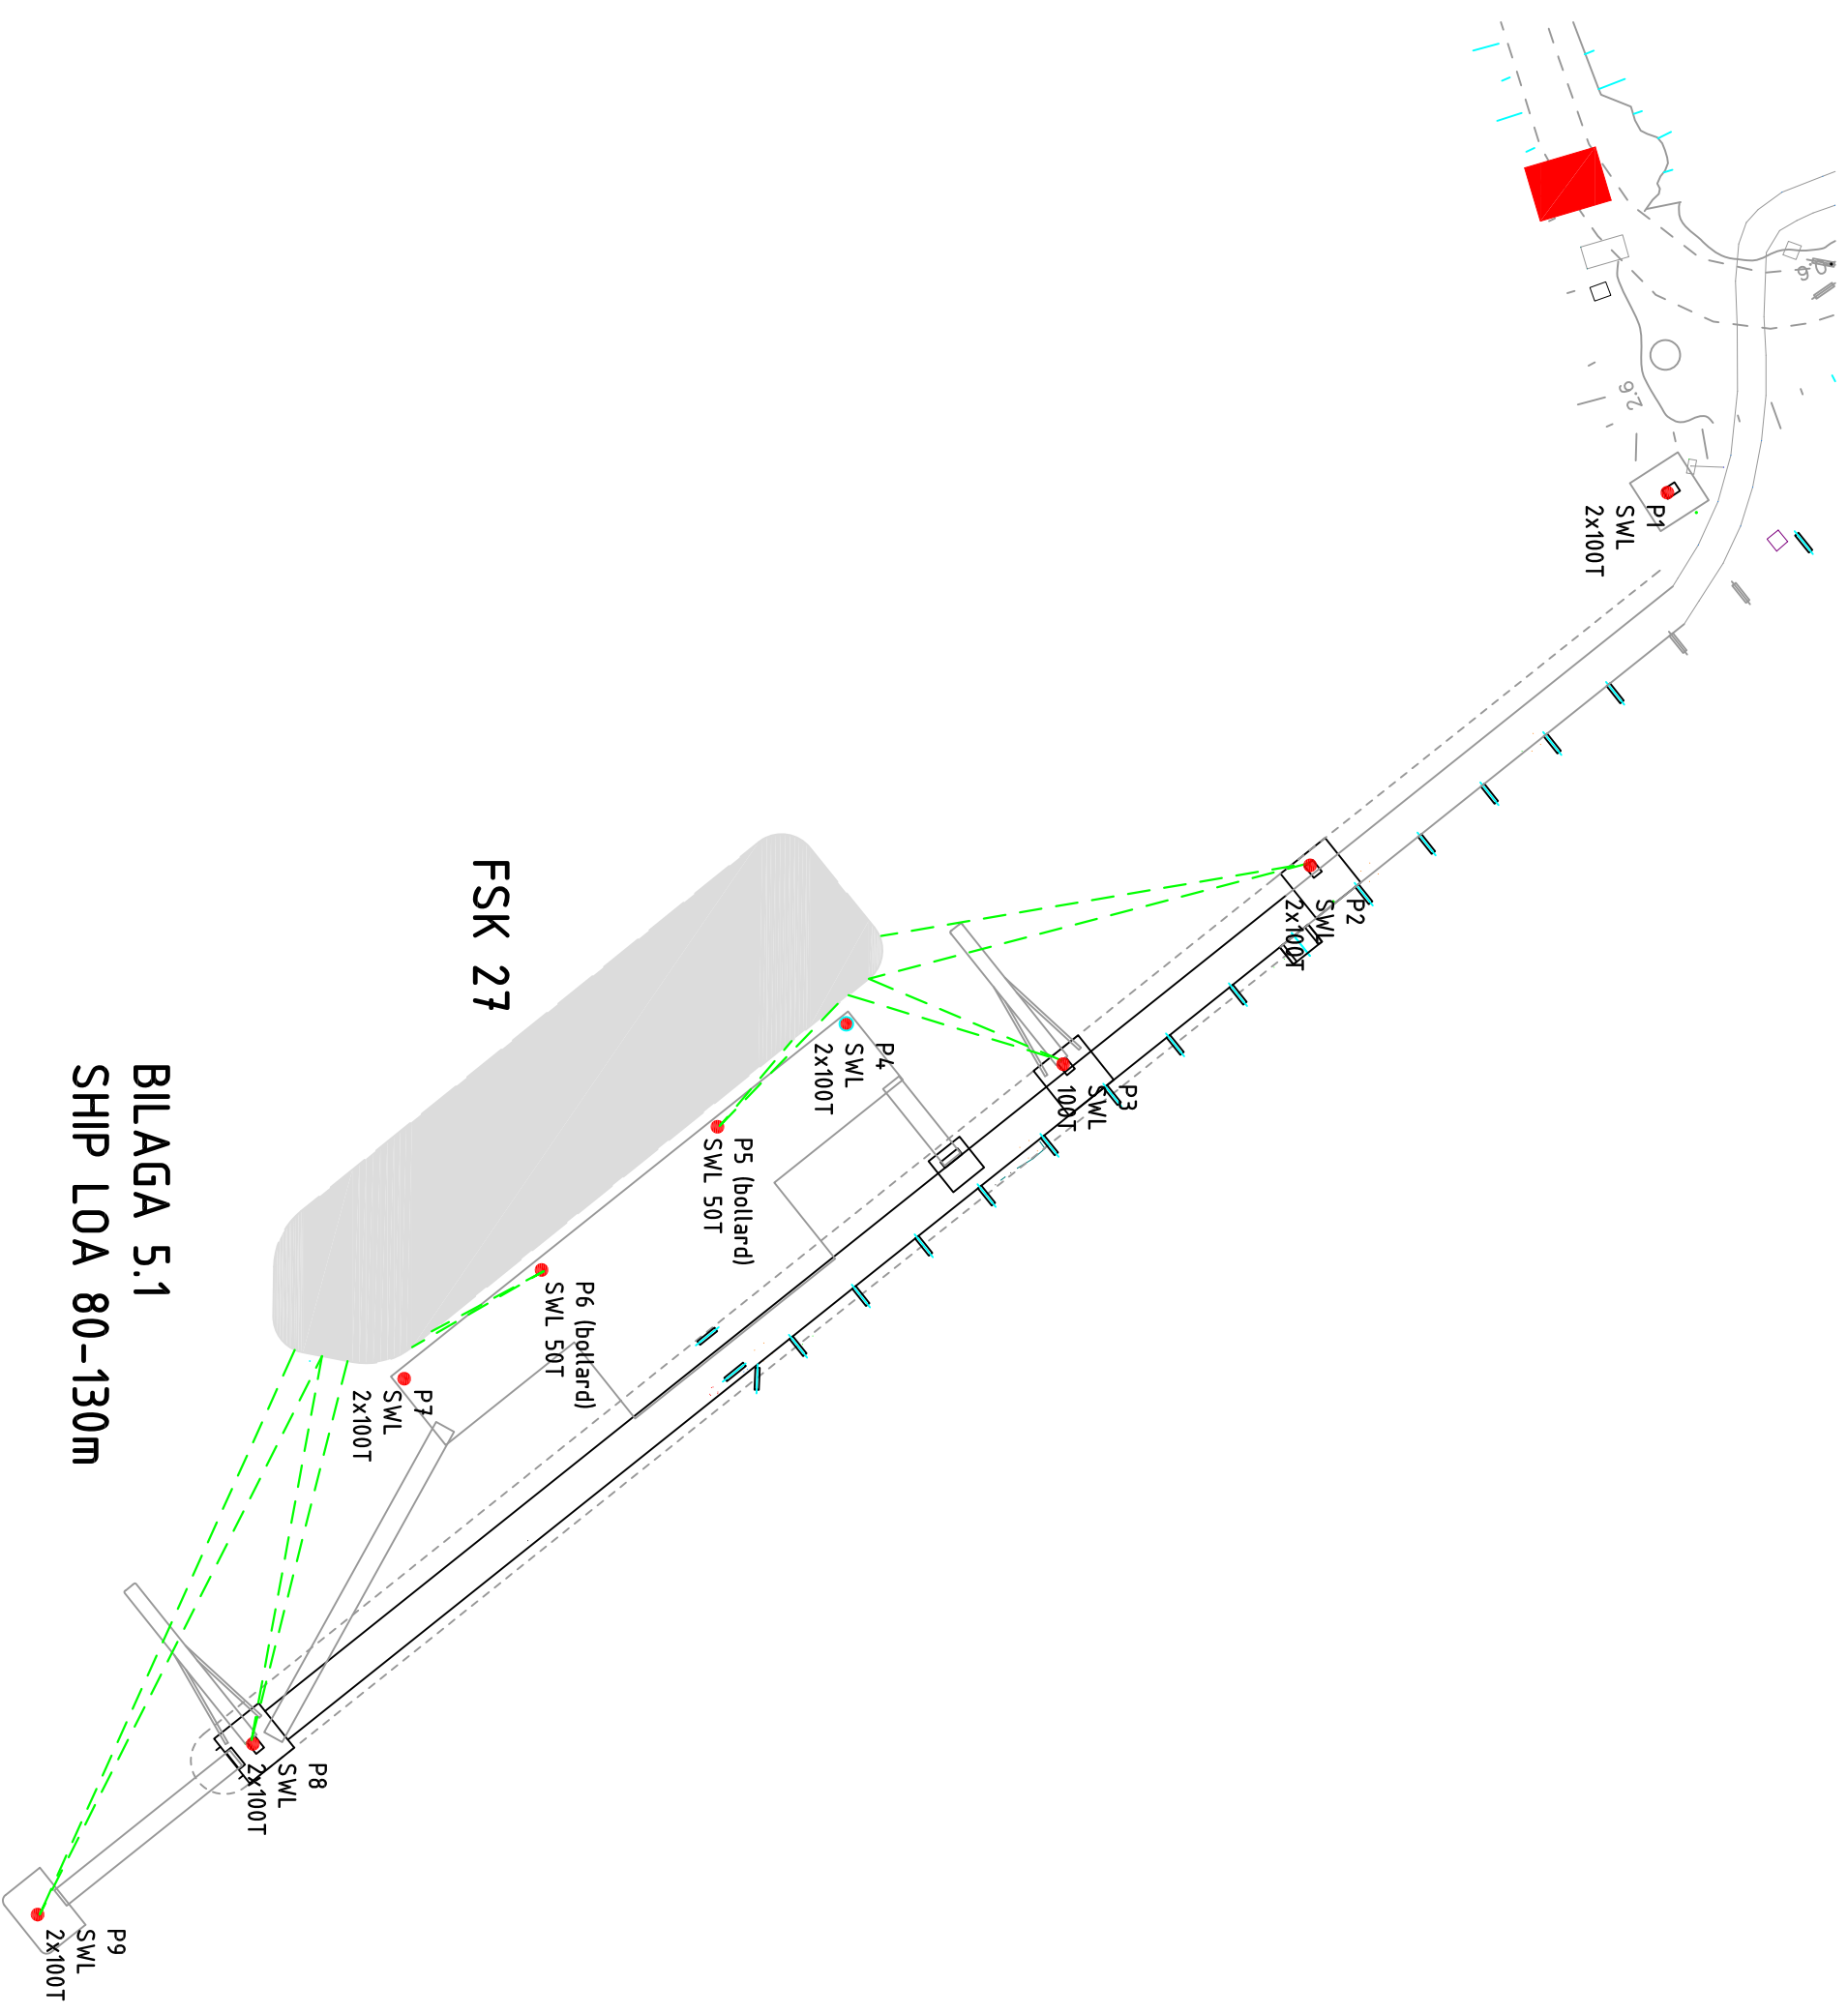 P1
SWL
2x100T
P2
SWL
2x100T
P3
SWL
100T
P4
SWL
2x100T
P5 (bollard)
SWL 50T
P6 (bollard)
SWL 50T
P7
SWL
2x100T
P8
SWL
2x100T
P9
SWL
2x100T
FSK 27
BILAGA 5.1
SHIP LOA 80-130m